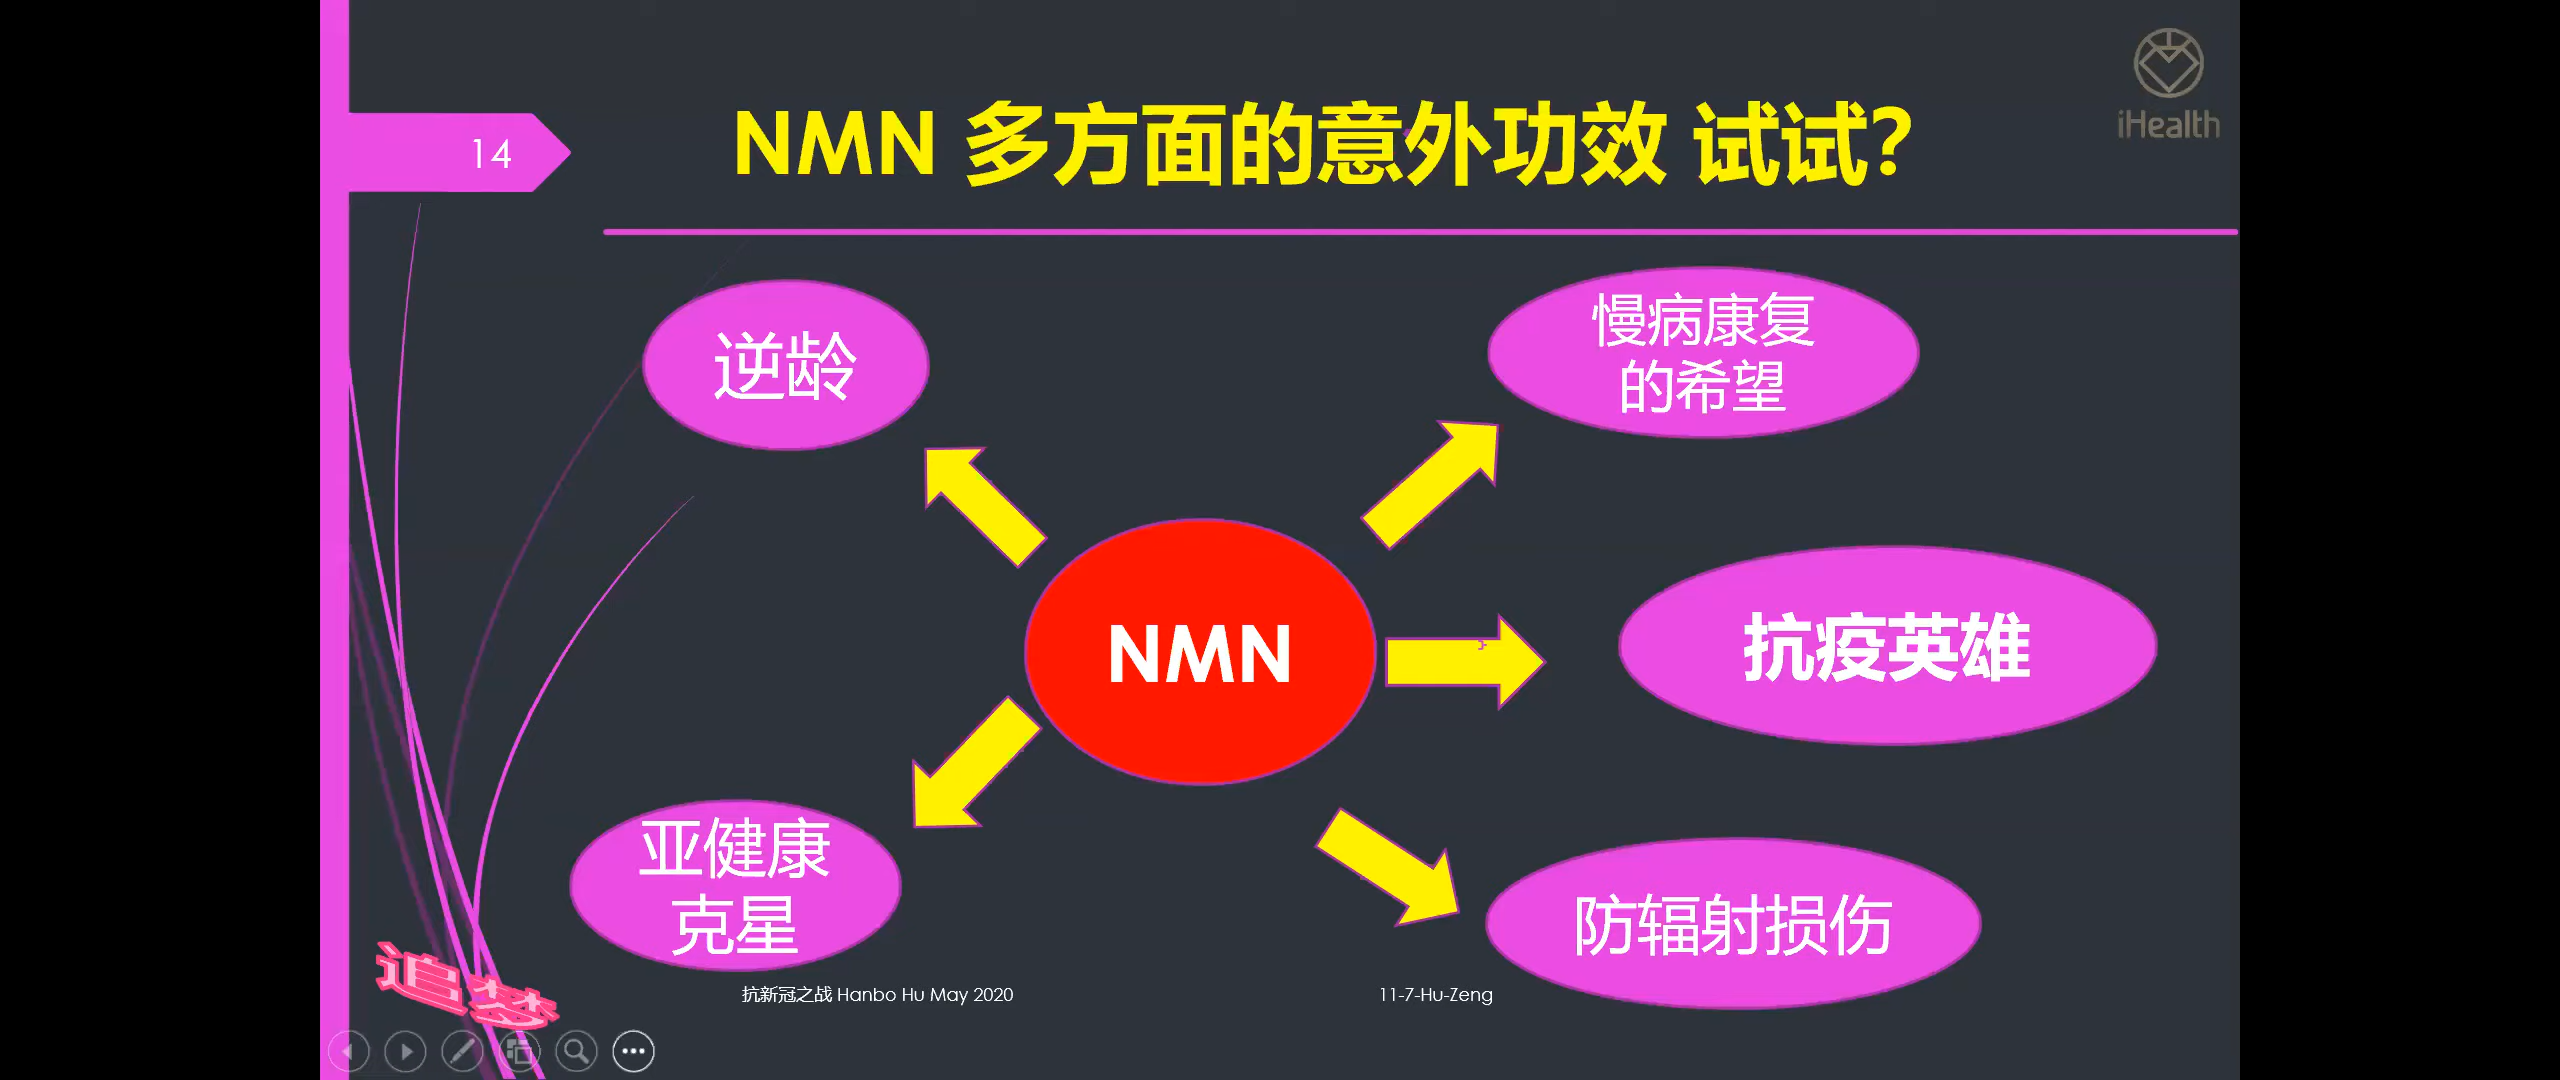 iHealth
14
NMN 多方面的意外功效 试试?
逆龄
慢病康复
的希望
NMN
抗疫英雄
亚健康
克星
防辐射损伤
追梦
抗新冠之战 Hanbo Hu May 2020
11-7-Hu-Zeng